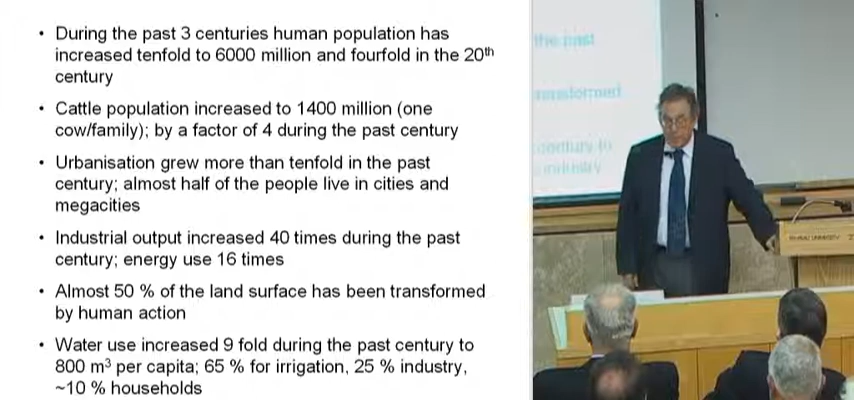 • During the past 3 centuries human population has
increased tenfold to 6000 million and fourfold in the 20th
century
• Cattle population increased to 1400 million (one
cow/family); by a factor of 4 during the past century
• Urbanisation grew more than tenfold in the past
century; almost half of the people live in cities and
megacities
• Industrial output increased 40 times during the past
century; energy use 16 times
• Almost 50 % of the land surface has been transformed
by human action
• Water use increased 9 fold during the past century to
800 m³ per capita; 65 % for irrigation, 25 % industry,
~10 % households
the past
transformed
century to
industry